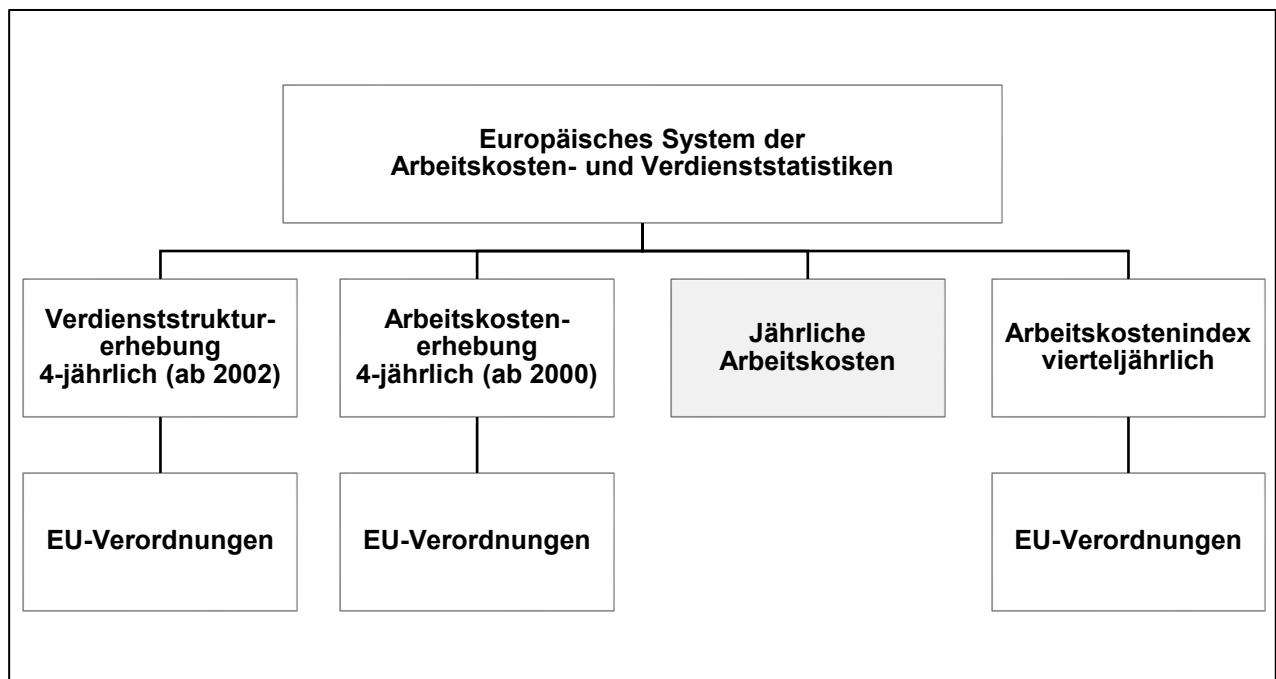 Europäisches System der
Arbeitskosten- und Verdienststatistiken
Verdienststruktur-
erhebung
4-jährlich (ab 2002)
Arbeitskosten-
erhebung
4-jährlich (ab 2000)
Jährliche
Arbeitskosten
Arbeitskostenindex
vierteljährlich
EU-Verordnungen
EU-Verordnungen
EU-Verordnungen